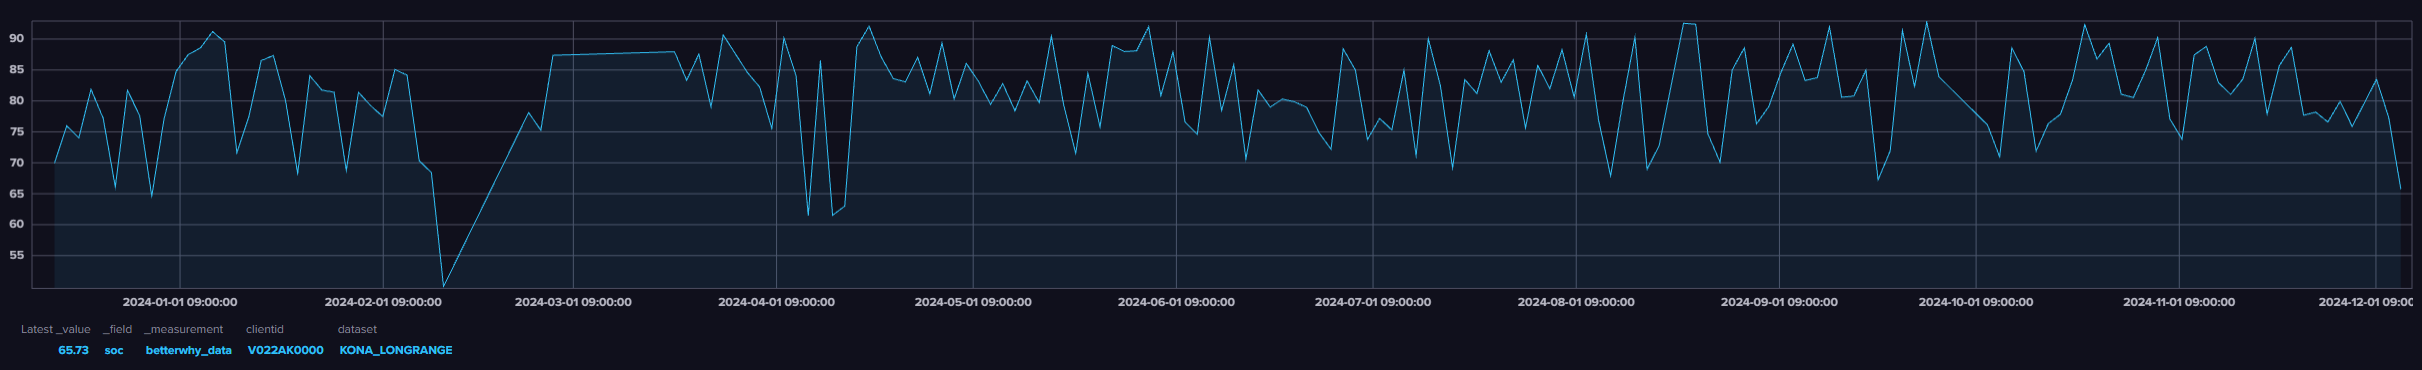 90
85
80
75
70
65
60
55
2024-01-01 09:00:00 2024-02-01 09:00:00 2024-03-01 09:00:00 2024-04-01 09:00:00 2024-05-01 09:00:00 2024-06-01 09:00:00 2024-07-01 09:00:00 2024-08-01 09:00:00 2024-09-01 09:00:00 2024-10-01 09:00:00 2024-11-01 09:00:00 2024-12-01 09:00
Latest _value _field _measurement clientid dataset
65.73 soc betterwhy_data V022AK0000 KONA_LONGRANGE